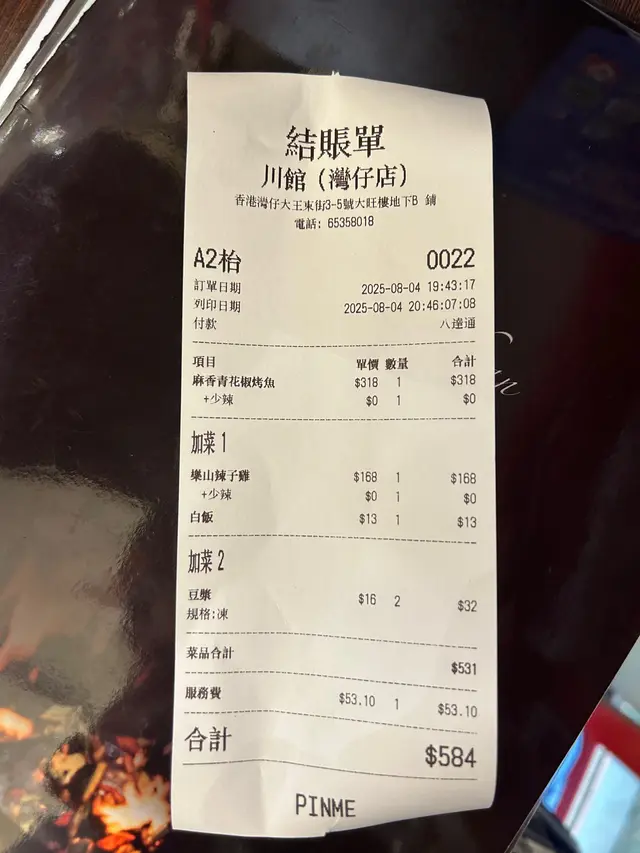 結賬單
川館（灣仔店）
香港灣仔大王東街3-5號大旺樓地下B 鋪
電話: 65358018
A2枱 0022
訂單日期 2025-08-04 19:43:17
列印日期 2025-08-04 20:46:07:08
付款 八達通
項目 單價 數量 合計
麻香青花椒烤魚 $318 1 $318
+少辣 $0 1 $0
加菜 1
樂山辣子雞 $168 1 $168
+少辣 $0 1 $0
白飯 $13 1 $13
加菜 2
豆漿 $16 2 $32
規格:凍
菜品合計 $531
服務費 $53.10 1 $53.10
合計 $584
PINME